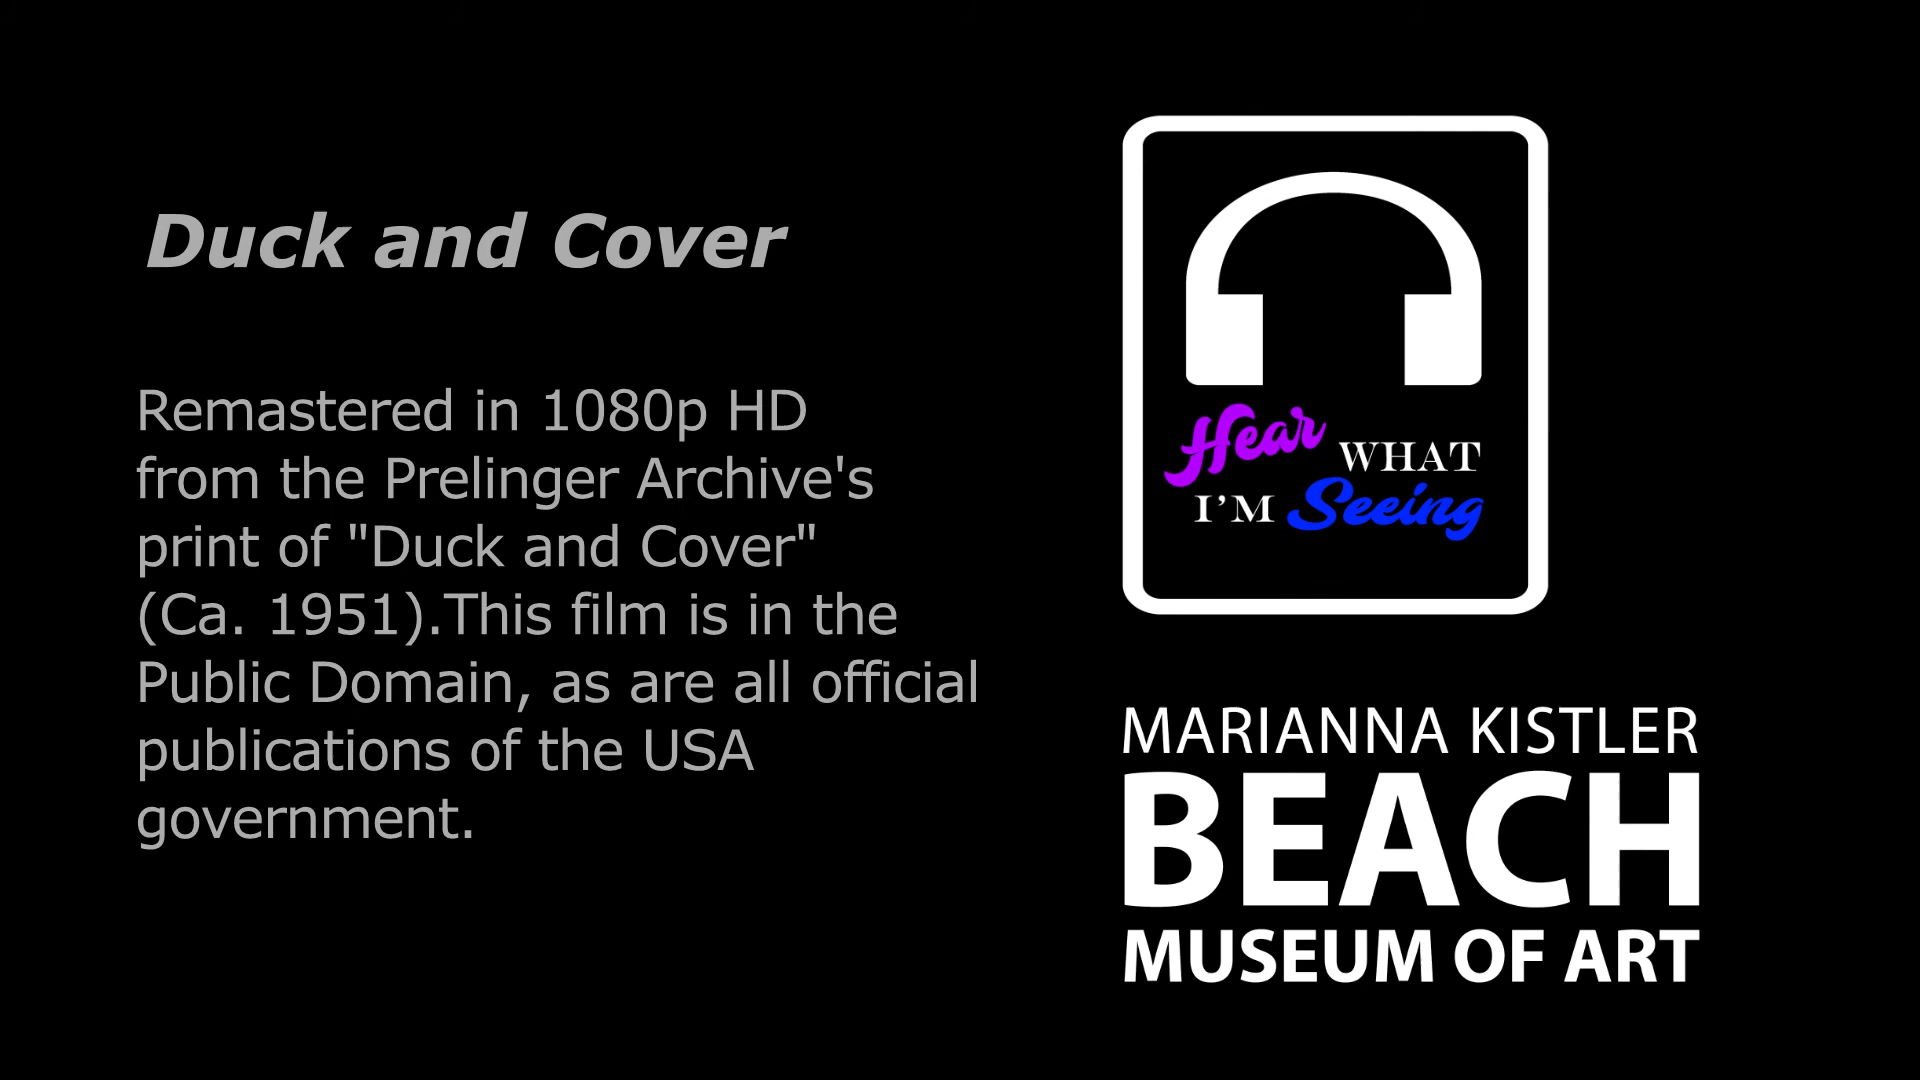 Duck and Cover
Remastered in 1080p HD
from the Prelinger Archive's
print of "Duck and Cover"
(Ca. 1951).This film is in the
Public Domain, as are all official
publications of the USA
government.
Hear WHAT
I'M Seeing
MARIANNA KISTLER
BEACH
MUSEUM OF ART